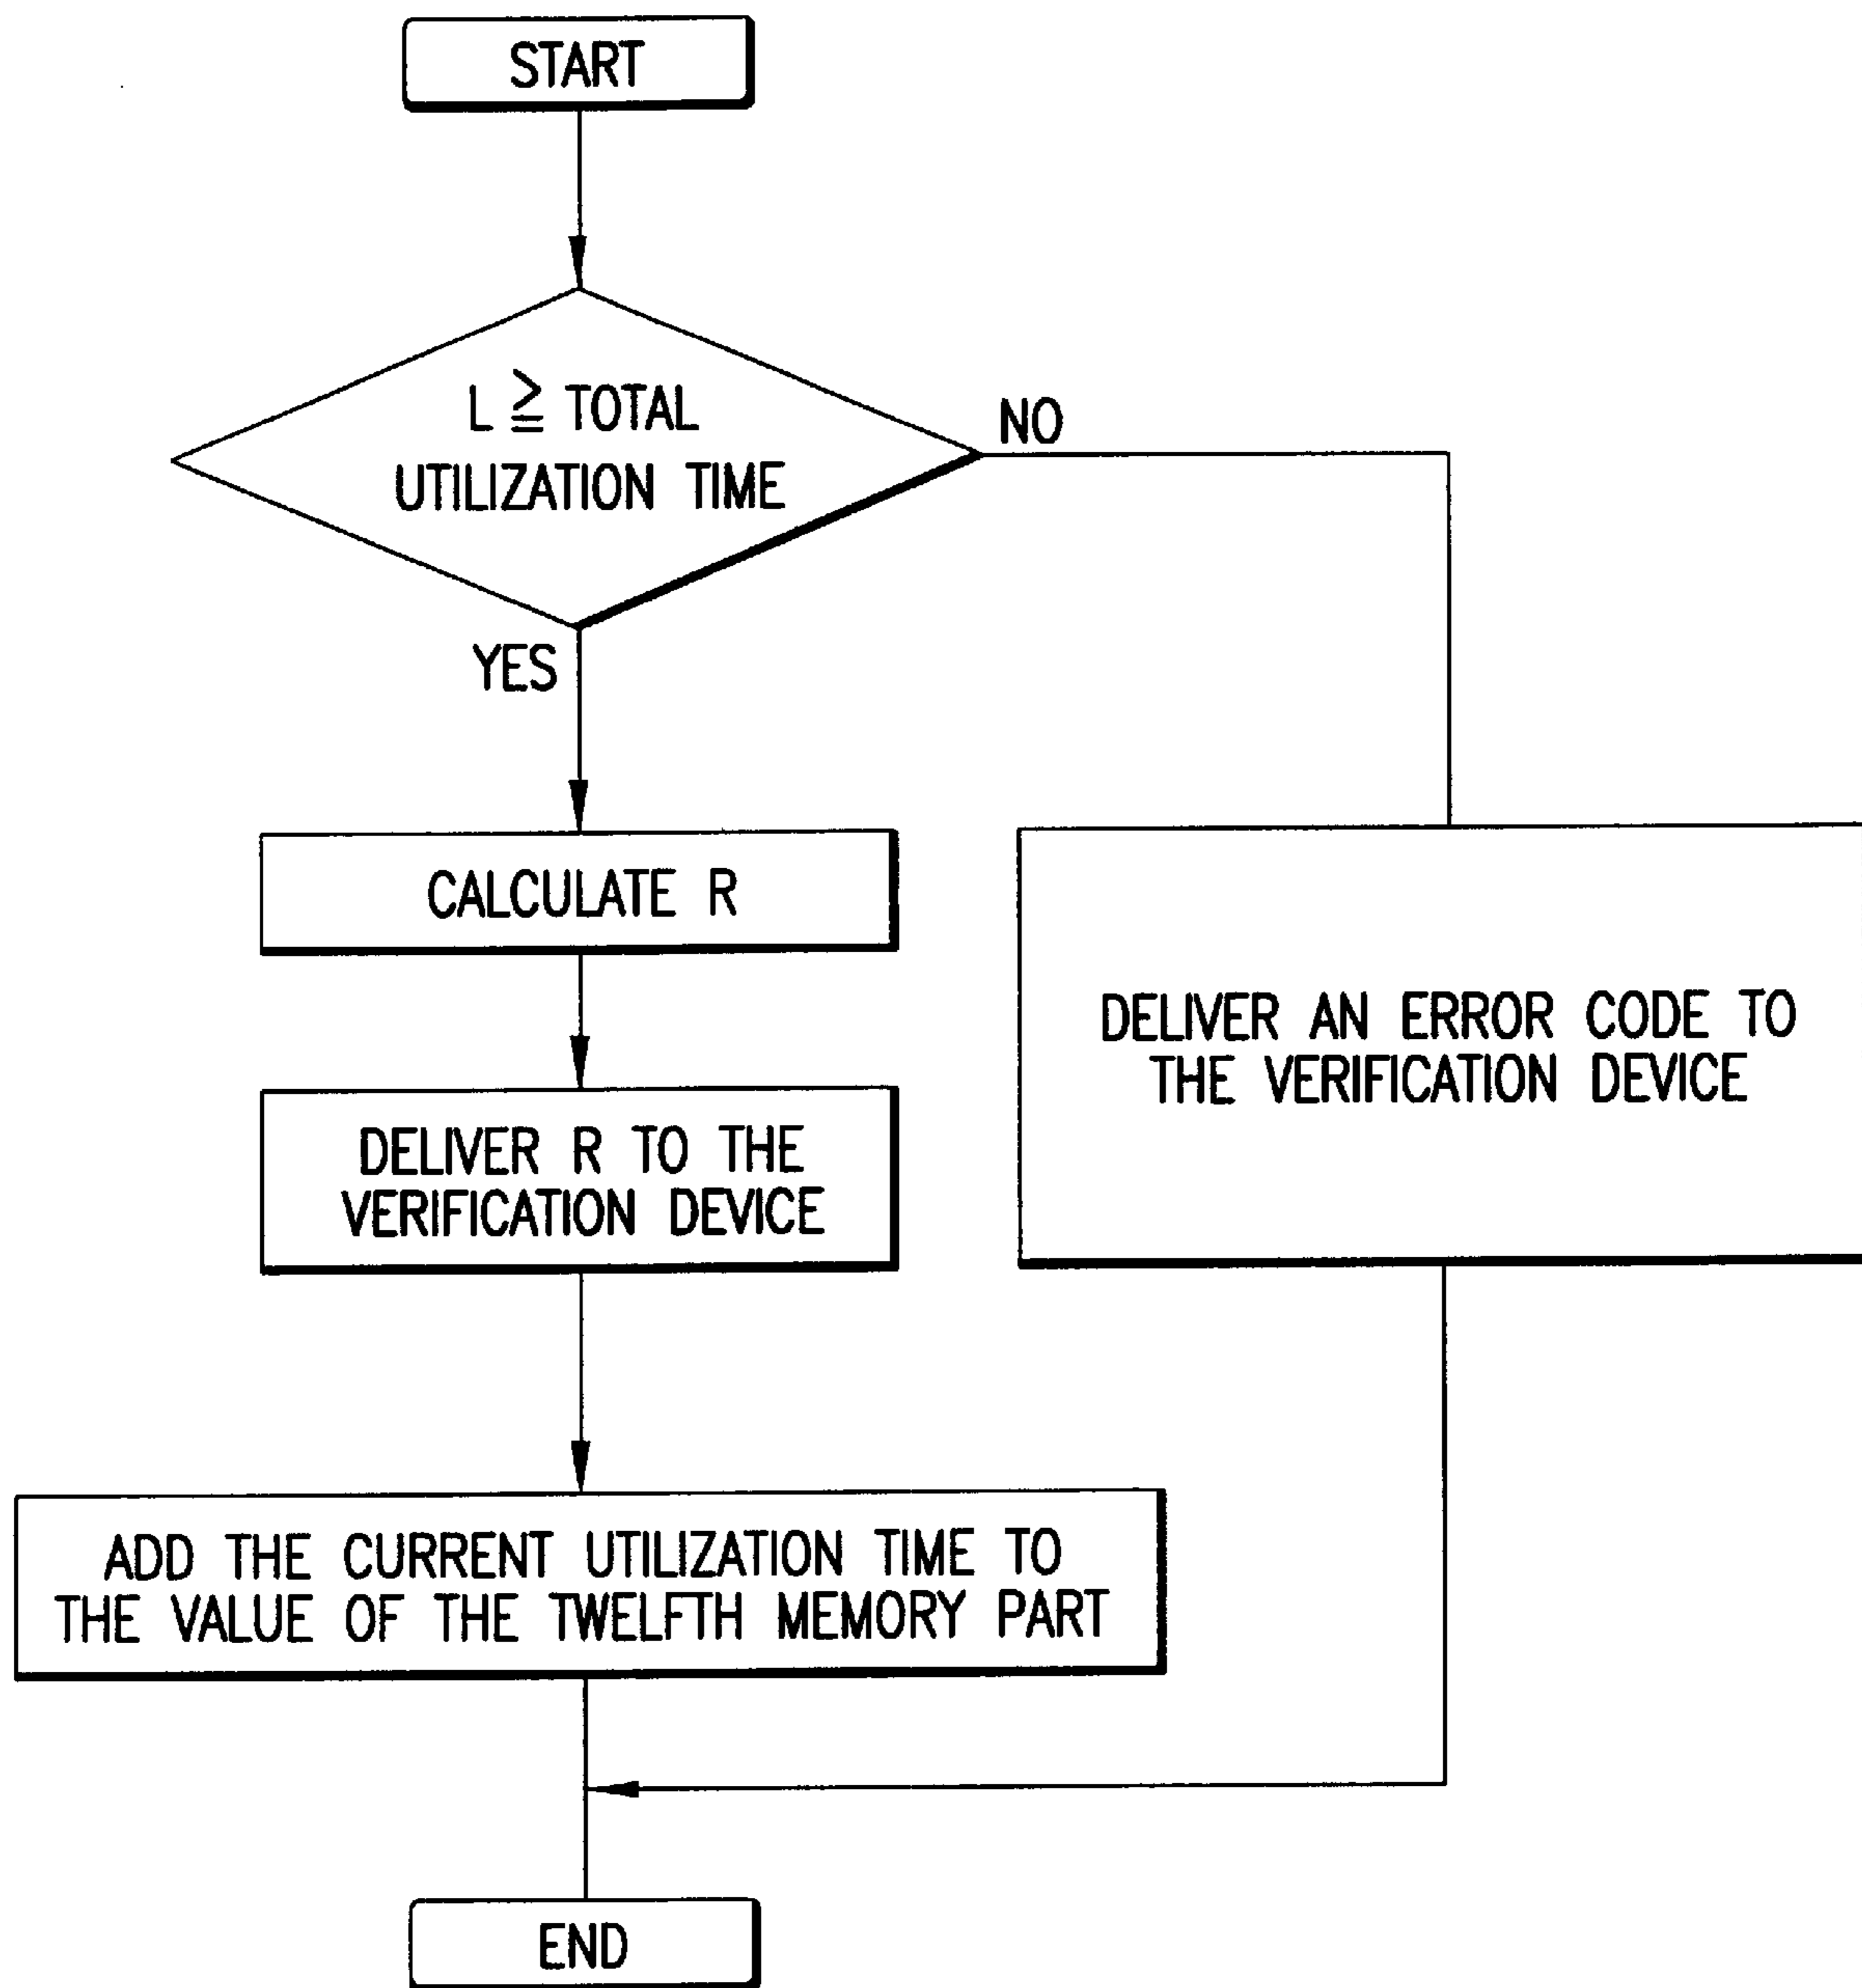 START
L ≧ TOTAL
UTILIZATION TIME
NO
YES
CALCULATE R
DELIVER AN ERROR CODE TO
THE VERIFICATION DEVICE
DELIVER R TO THE
VERIFICATION DEVICE
ADD THE CURRENT UTILIZATION TIME TO
THE VALUE OF THE TWELFTH MEMORY PART
END